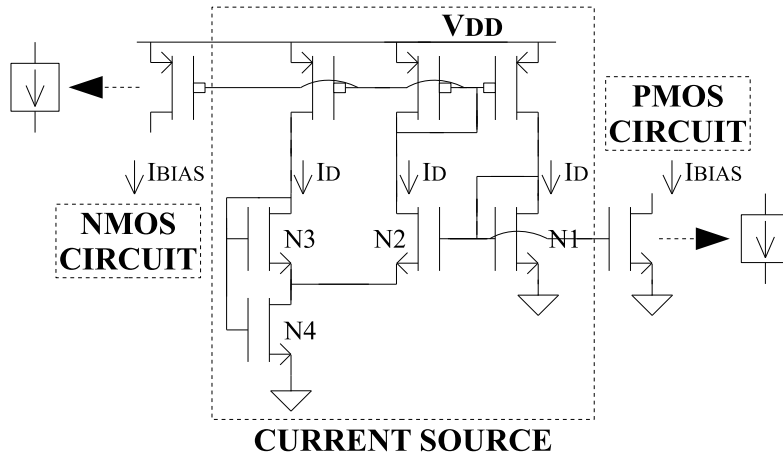 VDD
PMOS
CIRCUIT
IBIAS
ID
ID
ID
IBIAS
NMOS
CIRCUIT
N3
N2
N1
N4
CURRENT SOURCE